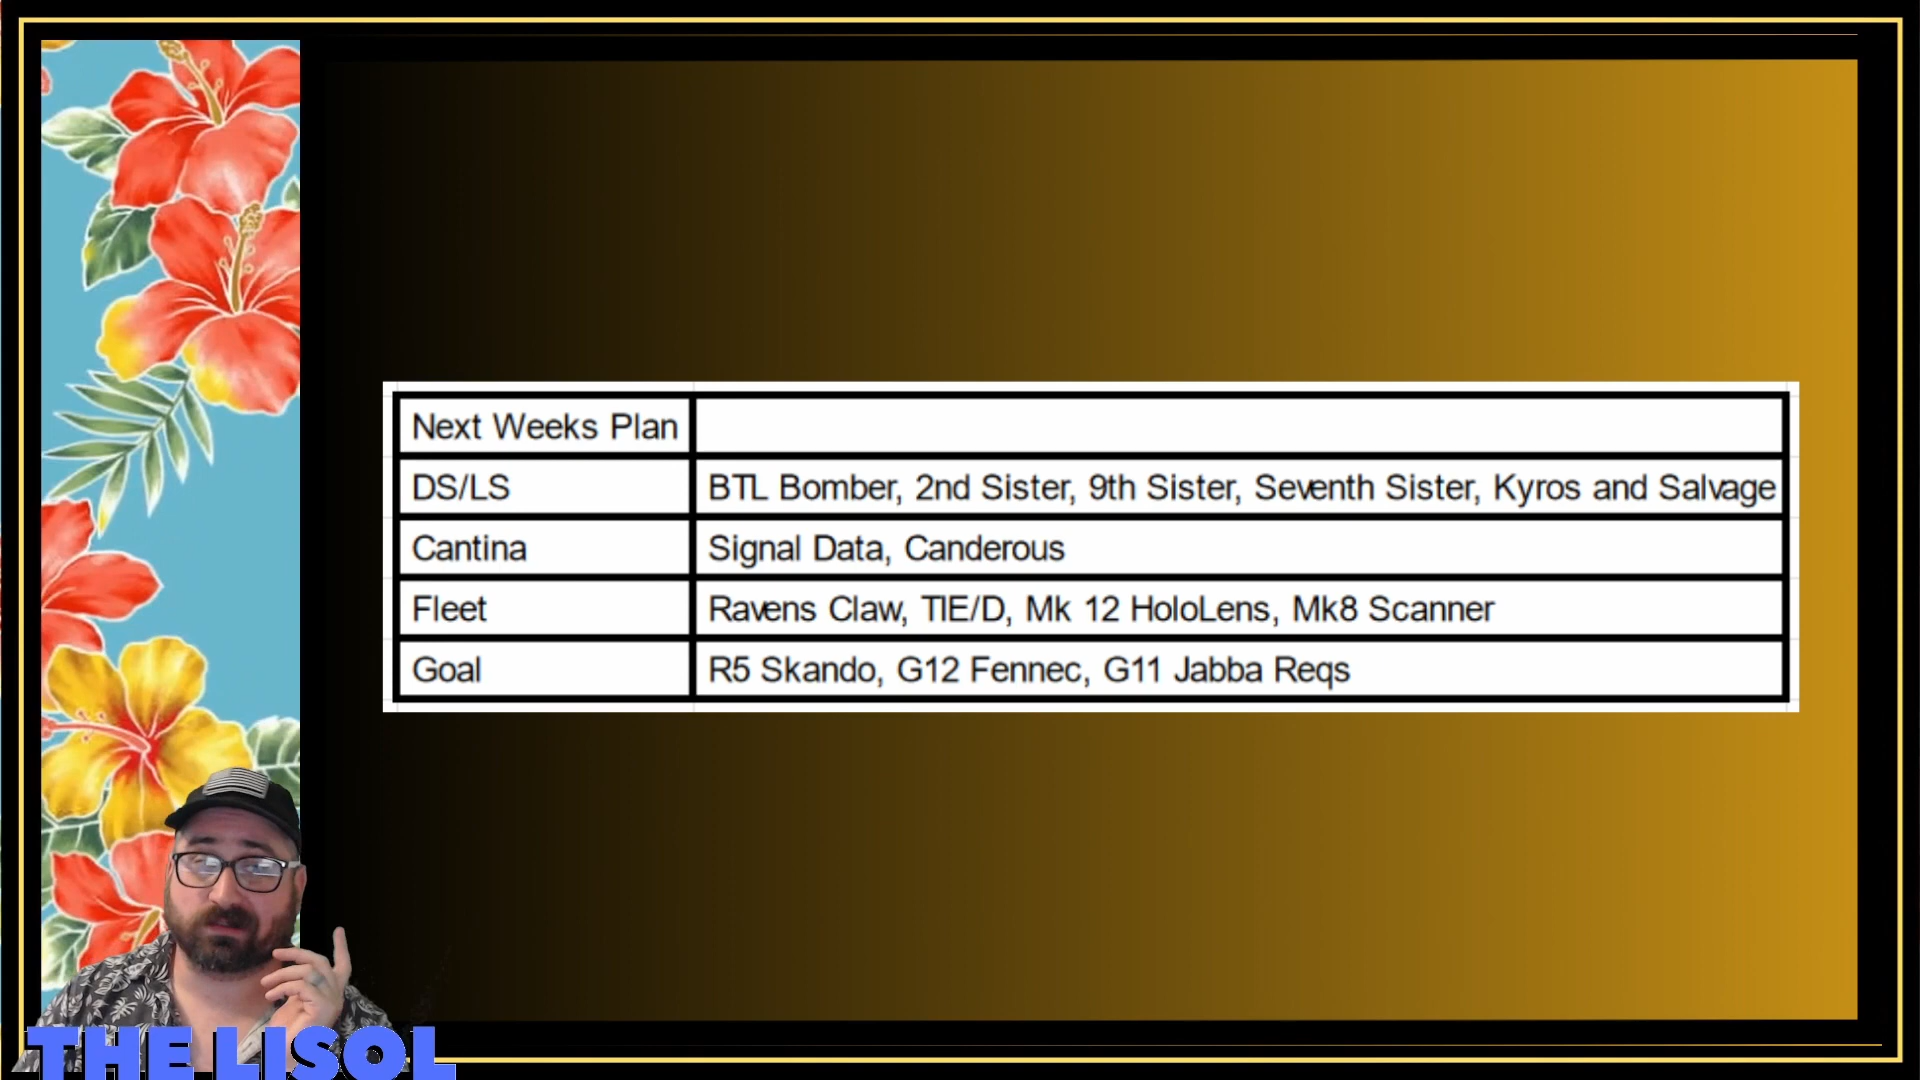 Next Weeks Plan
DS/LS BTL Bomber, 2nd Sister, 9th Sister, Seventh Sister, Kyros and Salvage
Cantina Signal Data, Canderous
Fleet Ravens Claw, TIE/D, Mk 12 HoloLens, Mk8 Scanner
Goal R5 Skando, G12 Fennec, G11 Jabba Reqs
THE LISOL